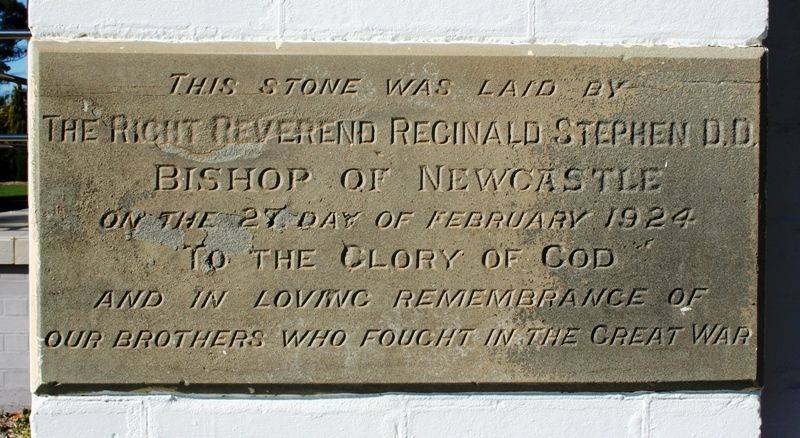 THIS STONE WAS LAID BY
THE RIGHT REVEREND REGINALD STEPHEN D.D.
BISHOP OF NEWCASTLE
ON THE 27 DAY OF FEBRUARY 1924
TO THE GLORY OF GOD
AND IN LOVING REMEMBRANCE OF
OUR BROTHERS WHO FOUGHT IN THE GREAT WAR